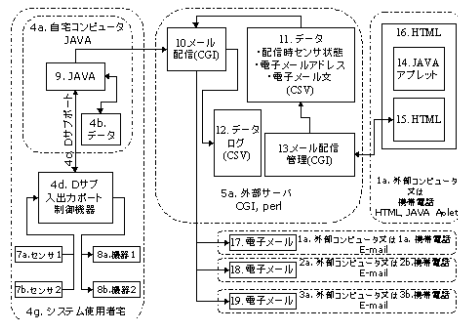 4a.自宅コンピュータ
JAVA
9.JAVA
4b.
データ
4c.Dサブポート
4d.Dサブ
入出力ポート
制御機器
7a.センサ1
7b.センサ2
8a.機器1
8b.機器2
4g.システム使用者宅
10.メール
配信(CGI)
11.データ
・配信時センサ状態
・電子メールアドレス
・電子メール文
(CSV)
12.データ
ログ
(CSV)
13.メール配信
管理(CGI)
5a.外部サーバ
CGI, perl
16.HTML
14.JAVA
アプレット
15.HTML
1a.外部コンピュータ
又は
携帯電話
HTML, JAVA Aplet
17.電子メール
1a.外部コンピュータ又は1a.携帯電話
E-mail
18.電子メール
2a.外部コンピュータ又は2b.携帯電話
E-mail
19.電子メール
3a.外部コンピュータ又は3b.携帯電話
E-mail